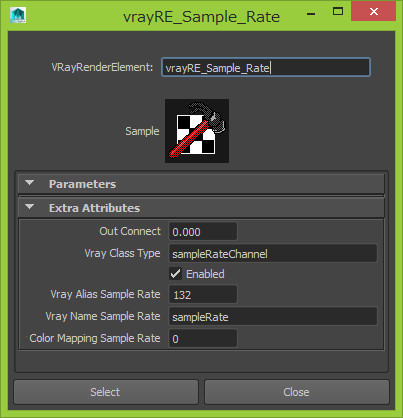 vrayRE_Sample_Rate
VRayRenderElement: vrayRE_Sample_Rate
Sample
Parameters
Extra Attributes
Out Connect 0.000
Vray Class Type sampleRateChannel
Enabled
Vray Alias Sample Rate 132
Vray Name Sample Rate sampleRate
Color Mapping Sample Rate 0
Select Close